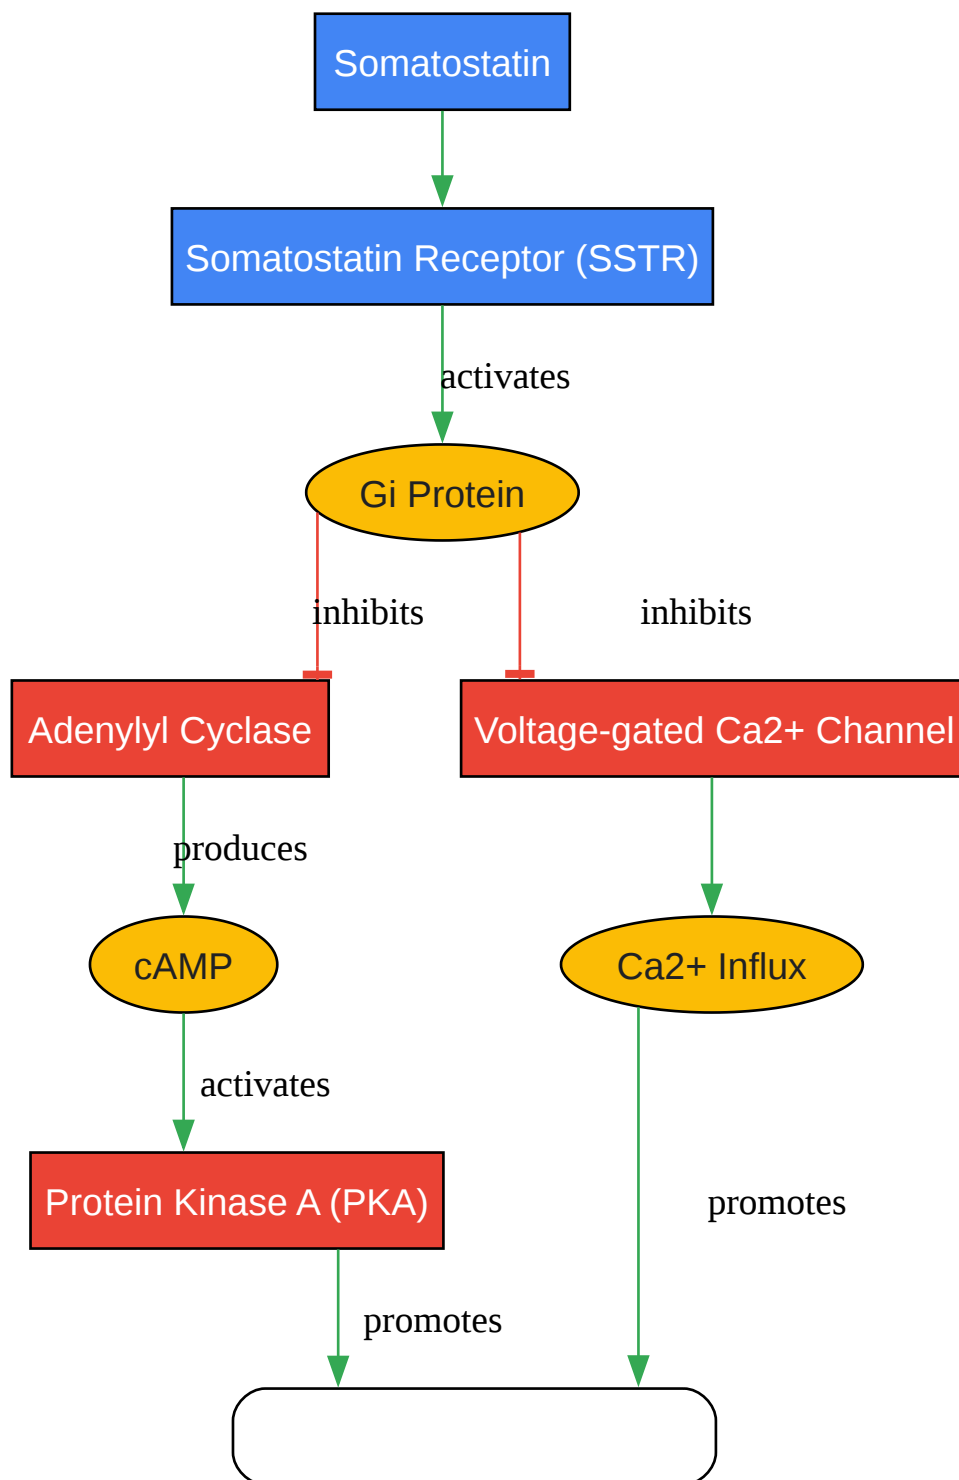 Somatostatin
Somatostatin Receptor (SSTR)
activates
Gi Protein
inhibits
inhibits
Adenylyl Cyclase
Voltage-gated Ca2+ Channel
produces
cAMP
Ca2+ Influx
activates
Protein Kinase A (PKA)
promotes
promotes